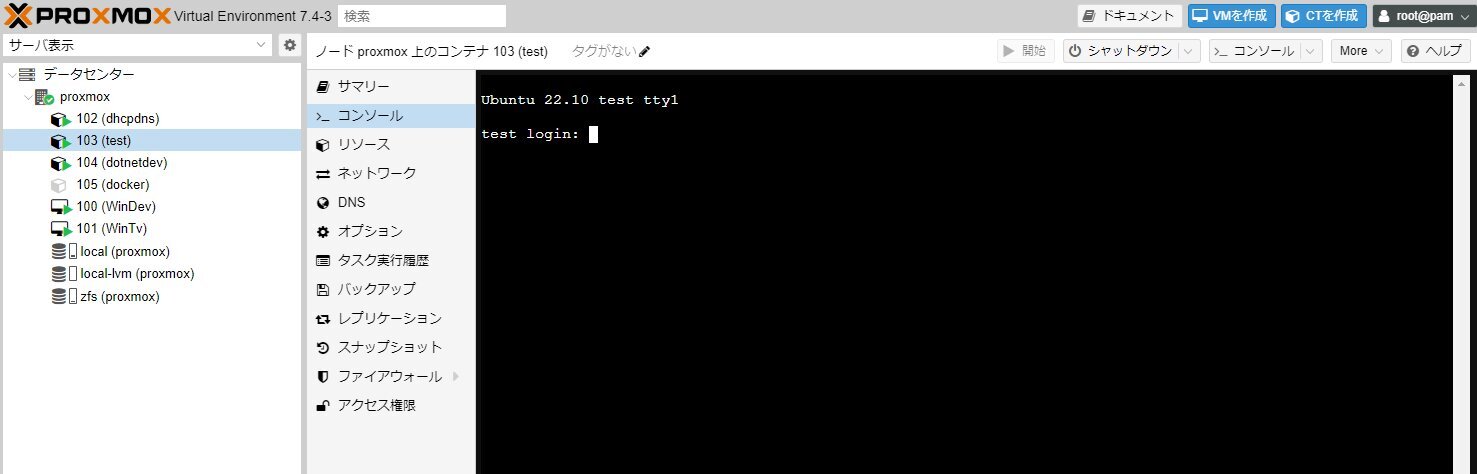 PROXMOX Virtual Environment 7.4-3 検索 ドキュメント VMを作成 CTを作成 root@pam
サーバ表示
ノード proxmox 上のコンテナ 103 (test) タグがない 開始 シャットダウン コンソール More ヘルプ
データセンター
proxmox
102 (dhcpdns)
103 (test)
104 (dotnetdev)
105 (docker)
100 (WinDev)
101 (WinTv)
local (proxmox)
local-lvm (proxmox)
zfs (proxmox)
サマリー
コンソール
リソース
ネットワーク
DNS
オプション
タスク実行履歴
バックアップ
レプリケーション
スナップショット
ファイアウォール
アクセス権限
Ubuntu 22.10 test tty1
test login: